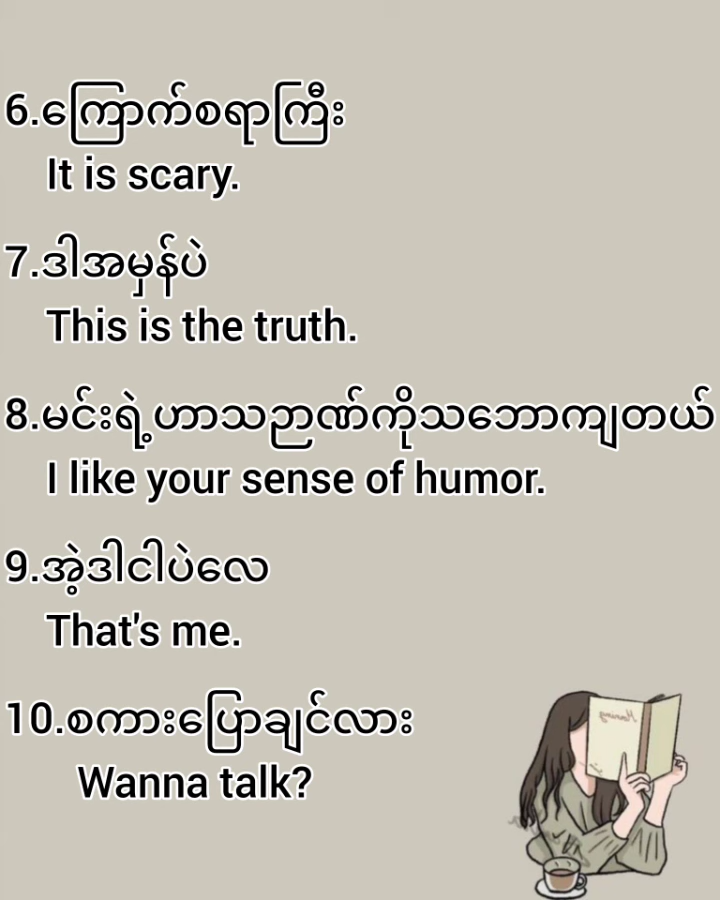 6.ကြောက်စရာကြီး
It is scary.
7.ဒါအမှန်ပဲ
This is the truth.
8.မင်းရဲ့ဟာသဉာဏ်ကိုသဘောကျတယ်
I like your sense of humor.
9.အဲ့ဒါငါပဲလေ
That's me.
10.စကားပြောချင်လား
Wanna talk?